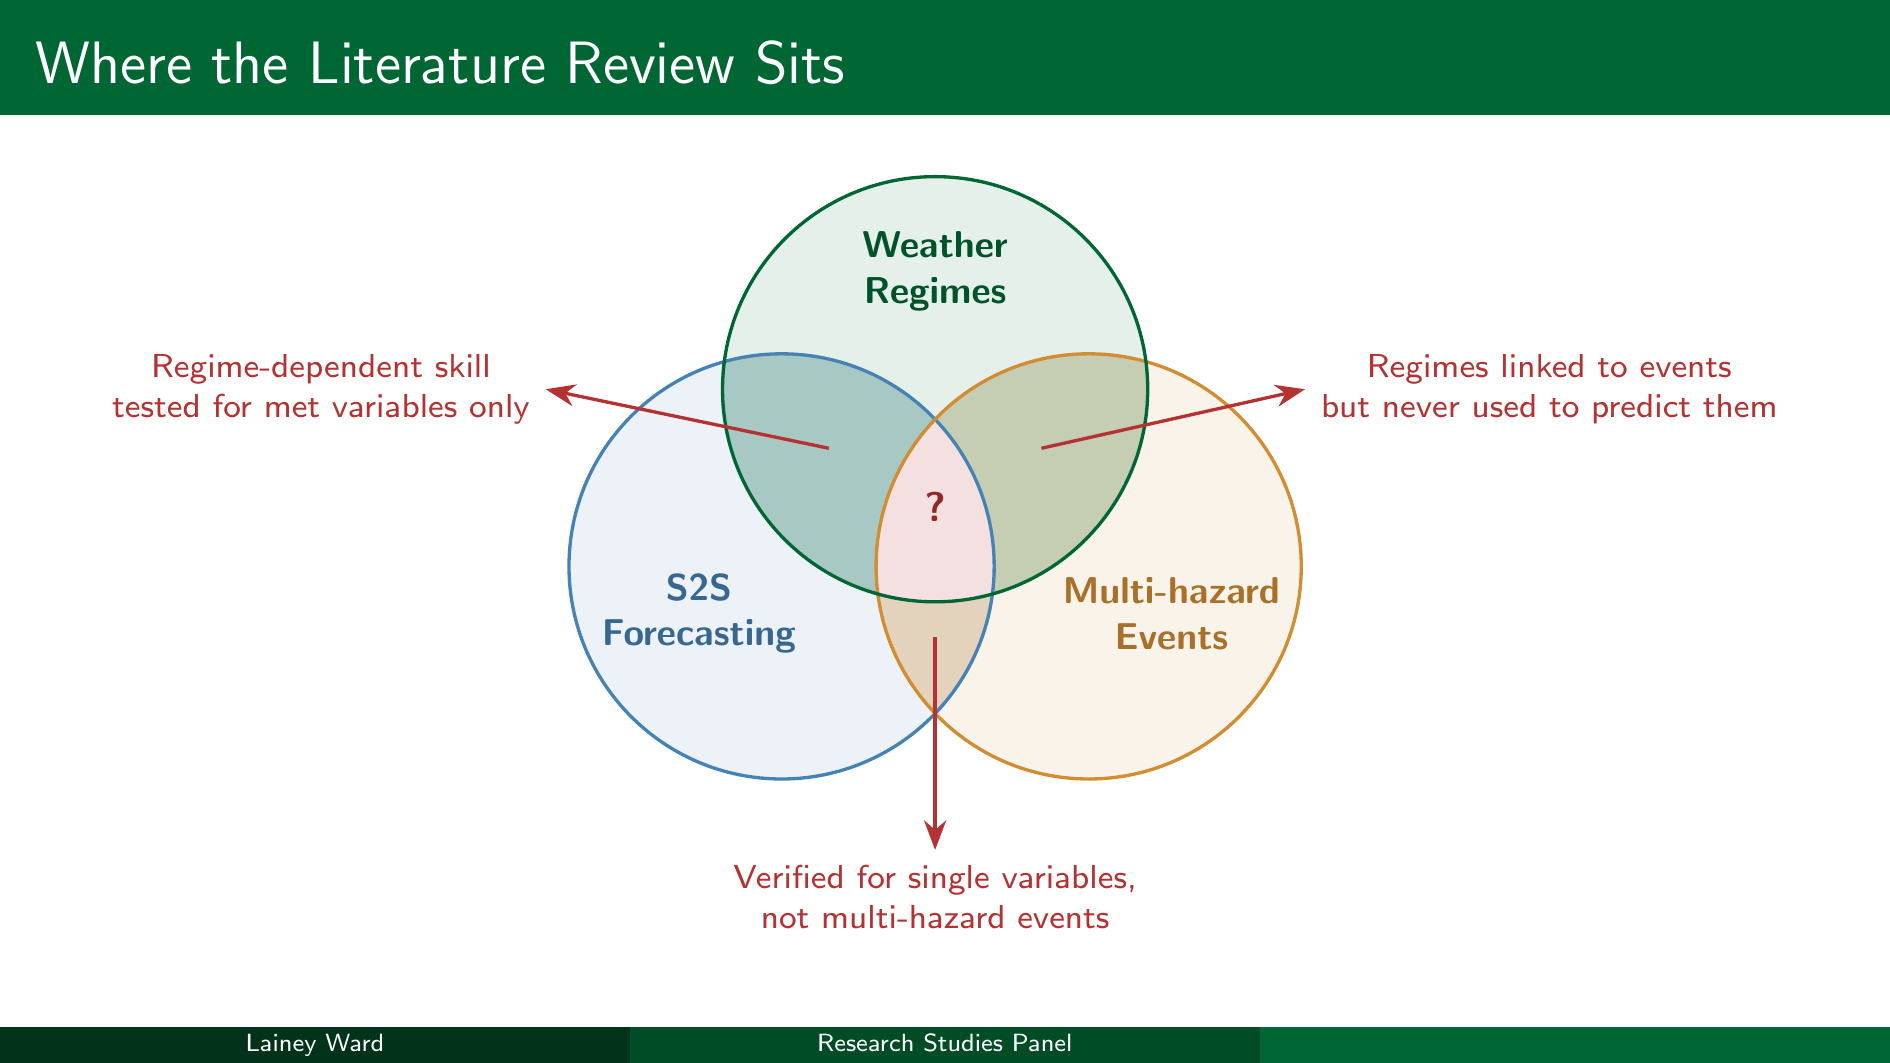 Where the Literature Review Sits
Weather
Regimes
Regime-dependent skill
tested for met variables only
Regimes linked to events
but never used to predict them
?
S2S
Forecasting
Multi-hazard
Events
Verified for single variables,
not multi-hazard events
Lainey Ward
Research Studies Panel